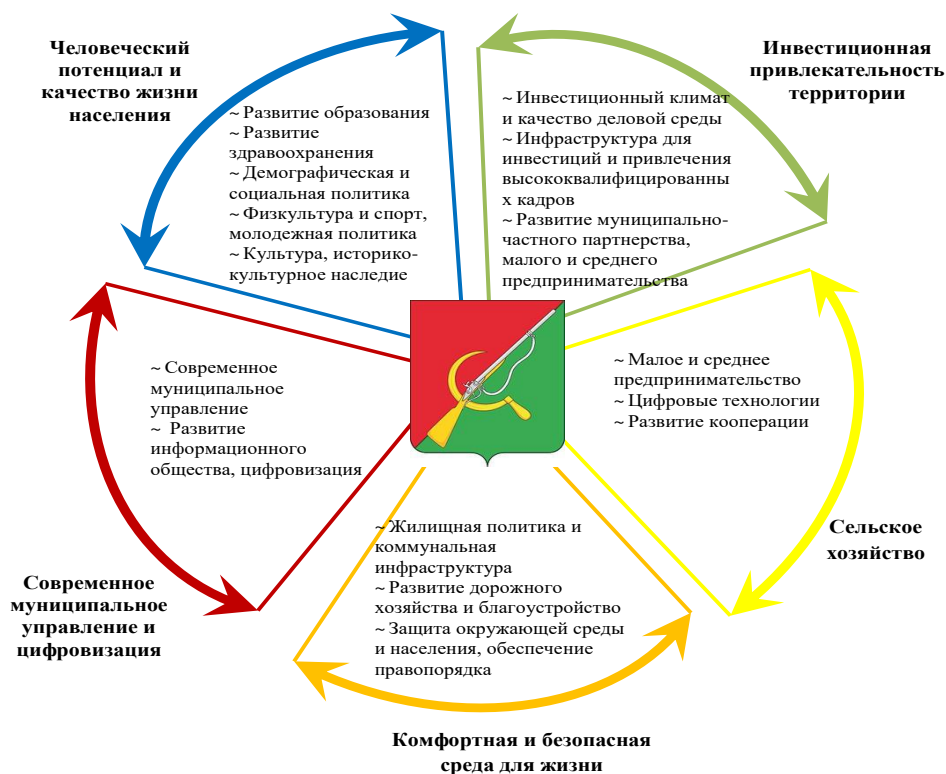 Человеческий
потенциал и
качество жизни
населения
~ Развитие образования
~ Развитие
здравоохранения
~ Демографическая и
социальная политика
~ Физкультура и спорт,
молодежная политика
~ Культура, историко-
культурное наследие
Инвестиционная
привлекательность
территории
~ Инвестиционный климат
и качество деловой среды
~ Инфраструктура для
инвестиций и привлечения
высококвалифицированны
х кадров
~ Развитие муниципально-
частного партнерства,
малого и среднего
предпринимательства
~ Малое и среднее
предпринимательство
~ Цифровые технологии
~ Развитие кооперации
Сельское
хозяйство
~ Жилищная политика и
коммунальная
инфраструктура
~ Развитие дорожного
хозяйства и благоустройство
~ Защита окружающей среды
и населения, обеспечение
правопорядка
Комфортная и безопасная
среда для жизни
~ Современное
муниципальное
управление
~ Развитие
информационного
общества, цифровизация
Современное
муниципальное
управление и
цифровизация